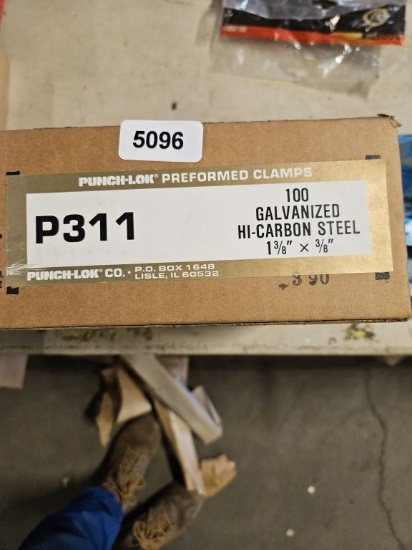 5096
PUNCH-LOK® PREFORMED CLAMPS
P311
100
GALVANIZED
HI-CARBON STEEL
1 3/8" × 3/8"
PUNCH-LOK® CO. • P.O. BOX 1648
LISLE, IL 60532
390